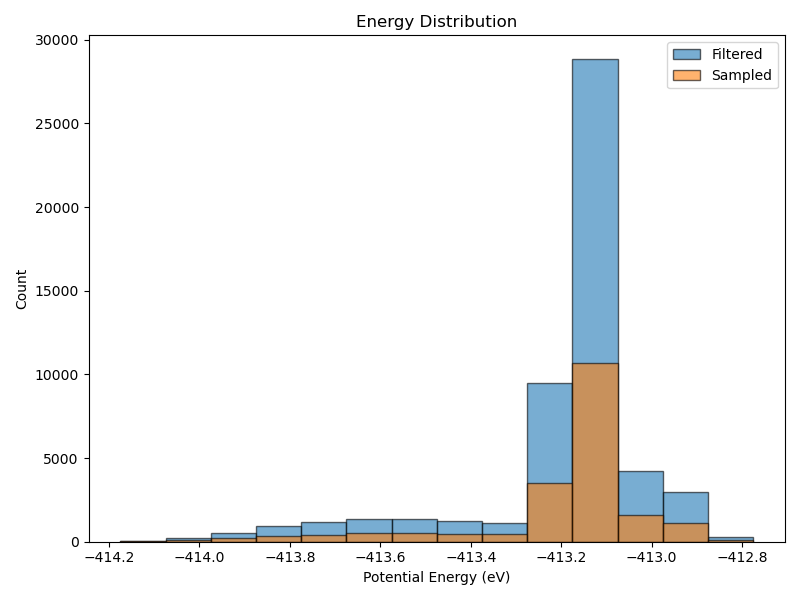 Energy Distribution
Filtered
Sampled
Count
30000
25000
20000
15000
10000
5000
0
−414.2 −414.0 −413.8 −413.6 −413.4 −413.2 −413.0 −412.8
Potential Energy (eV)